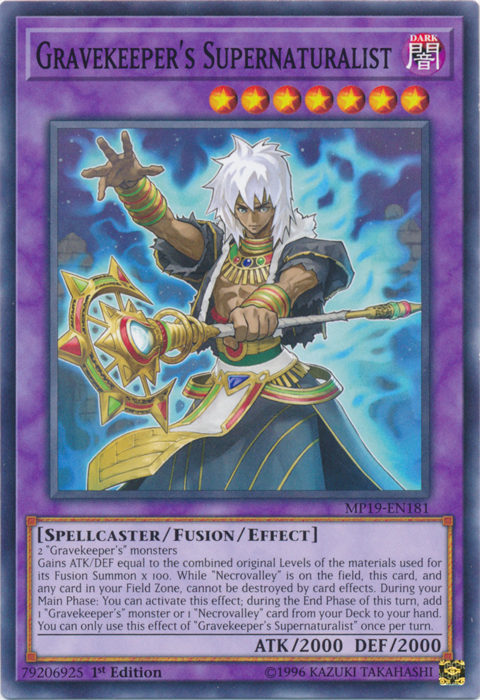 GRAVEKEEPER'S SUPERNATURALIST
DARK
闇
MP19-EN181
[SPELLCASTER/FUSION/EFFECT]
2 "Gravekeeper's" monsters
Gains ATK/DEF equal to the combined original Levels of the materials used for
its Fusion Summon x 100. While "Necrovalley" is on the field, this card, and
any card in your Field Zone, cannot be destroyed by card effects. During your
Main Phase: You can activate this effect; during the End Phase of this turn, add
1 "Gravekeeper's" monster or 1 "Necrovalley" card from your Deck to your hand.
You can only use this effect of "Gravekeeper's Supernaturalist" once per turn.
ATK/2000 DEF/2000
79206925 1st Edition ©1996 KAZUKI TAKAHASHI